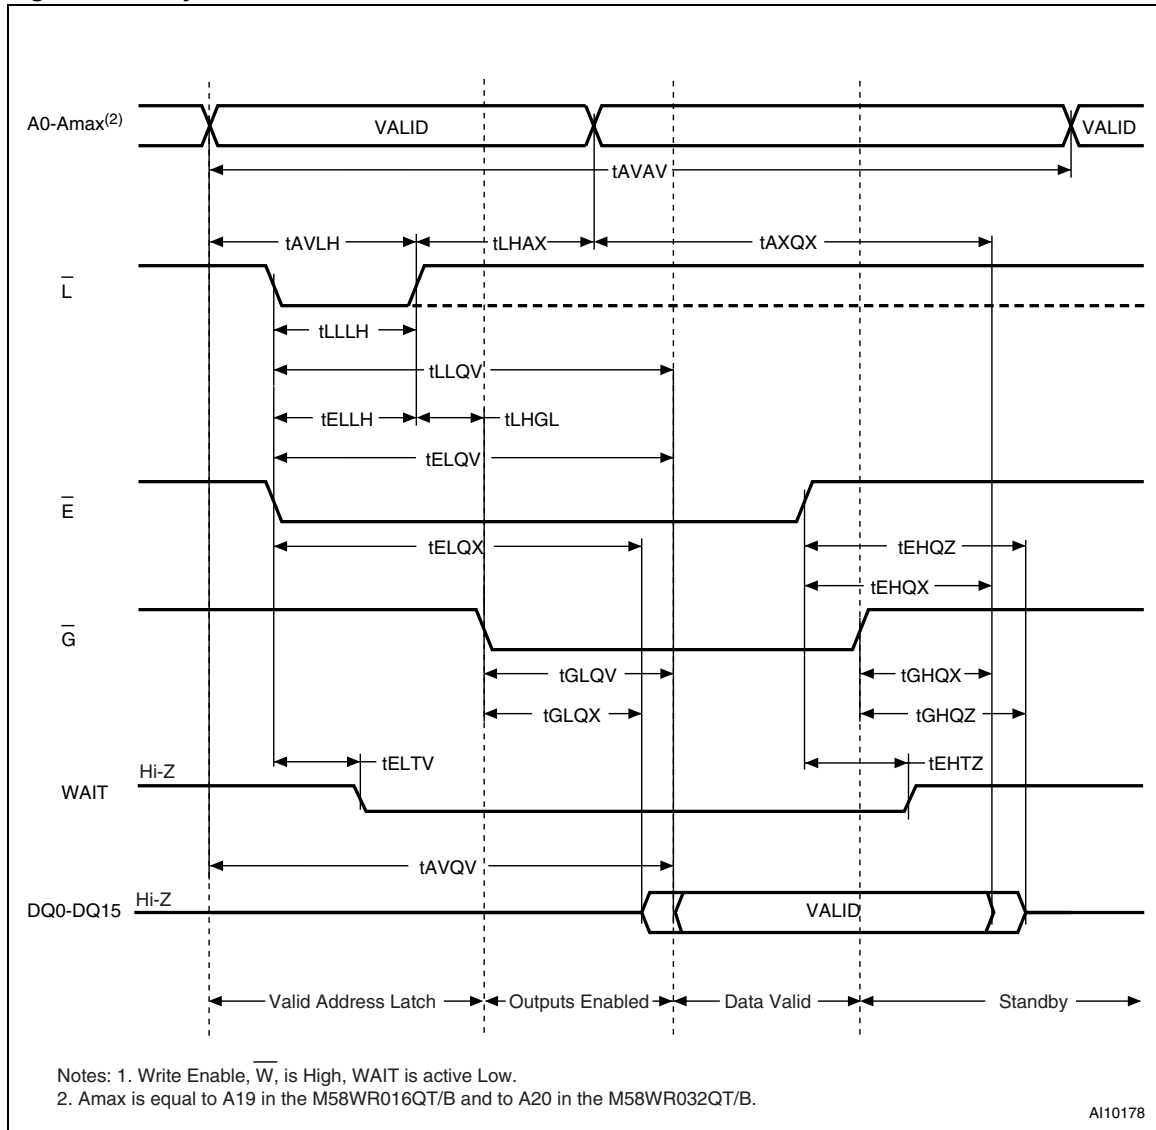 A0-Amax(2)
VALID
VALID
tAVAV
tAVLH
tLHAX
tAXQX
L
tLLLH
tLLQV
tELLH
tLHGL
tELQV
E
tELQX
tEHQZ
tEHQX
G
tGLQV
tGHQX
tGLQX
tGHQZ
tELTV
tEHTZ
Hi-Z
WAIT
tAVQV
Hi-Z
DQ0-DQ15
VALID
Valid Address Latch
Outputs Enabled
Data Valid
Standby
Notes: 1. Write Enable, W, is High, WAIT is active Low.
2. Amax is equal to A19 in the M58WR016QT/B and to A20 in the M58WR032QT/B.
AI10178